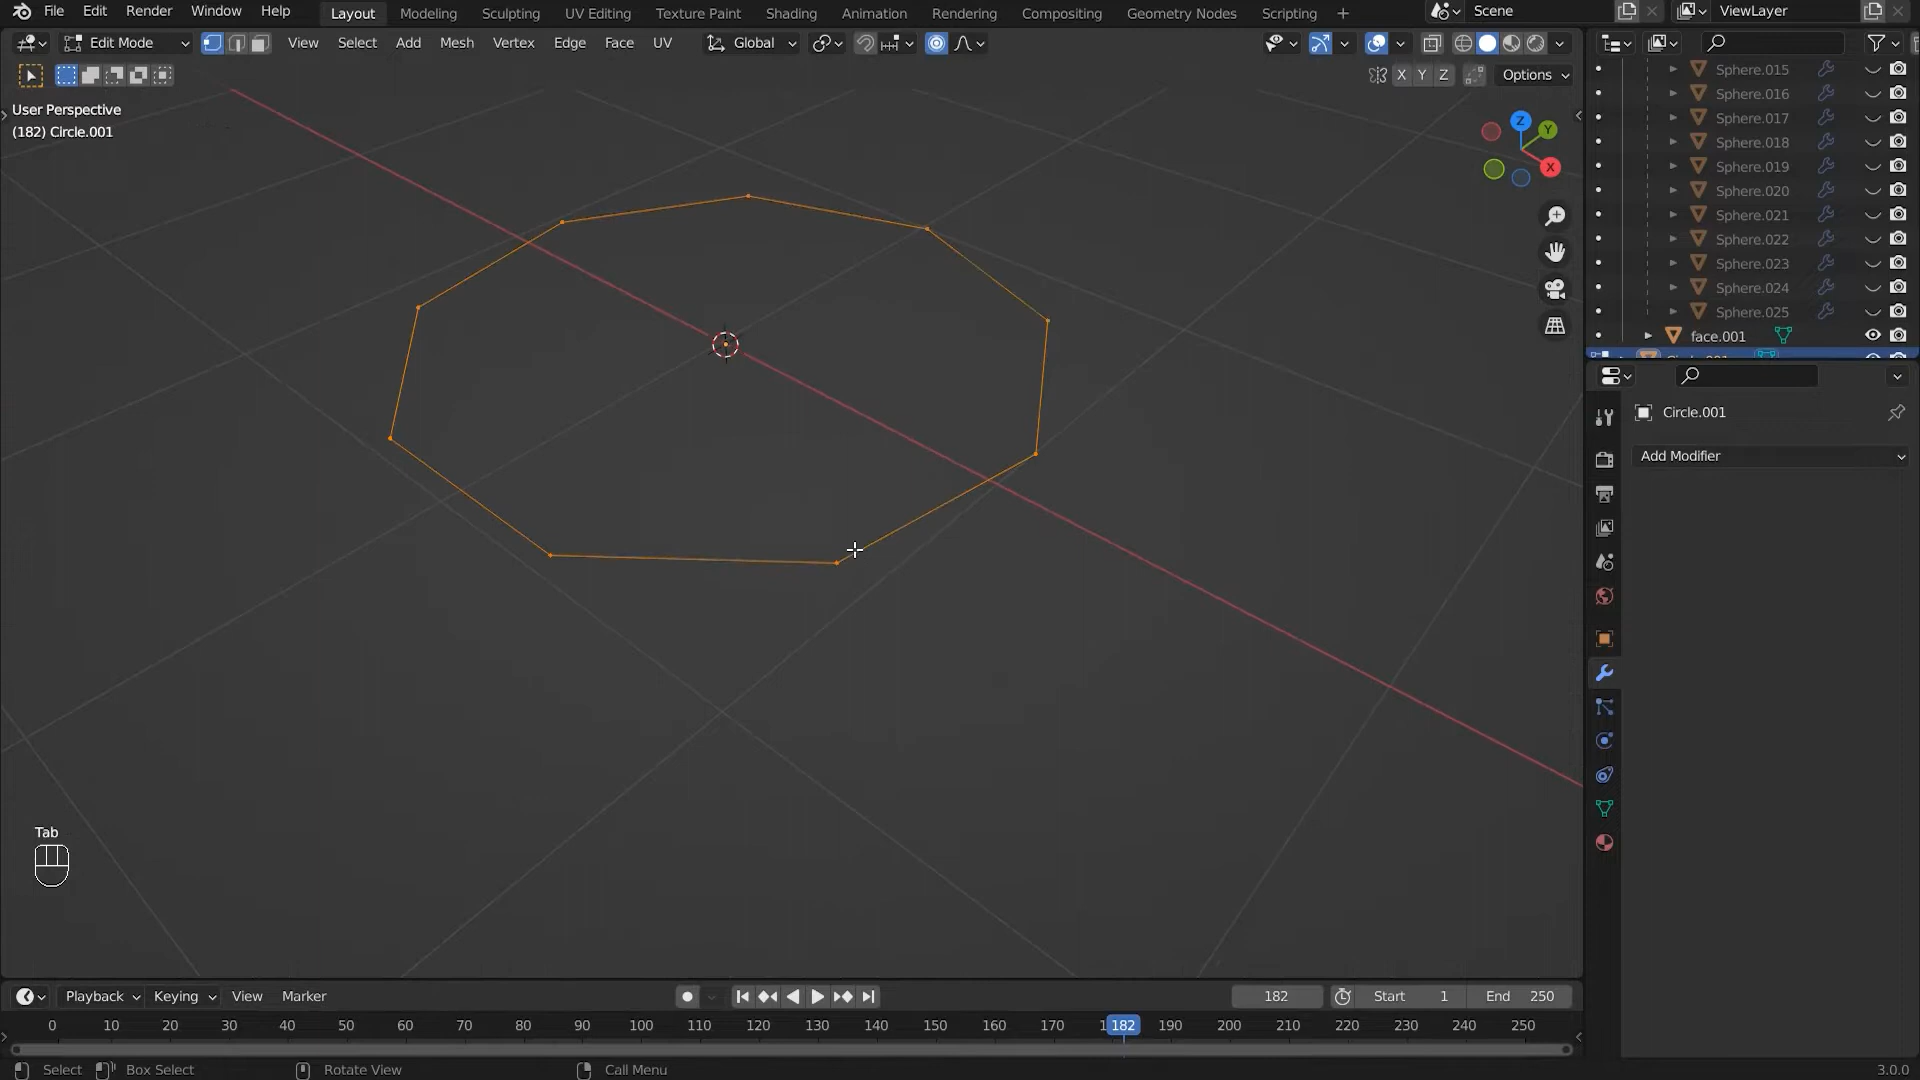 File Edit Render Window Help Layout Modeling Sculpting UV Editing Texture Paint Shading Animation Rendering Compositing Geometry Nodes Scripting + Scene ViewLayer
Edit Mode View Select Add Mesh Vertex Edge Face UV Global
X Y Z Options
User Perspective
(182) Circle.001
Z
Y
X
Sphere.015
Sphere.016
Sphere.017
Sphere.018
Sphere.019
Sphere.020
Sphere.021
Sphere.022
Sphere.023
Sphere.024
Sphere.025
face.001
Circle.001
Circle.001
Add Modifier
Tab
Playback Keying View Marker 182 Start 1 End 250
0 10 20 30 40 50 60 70 80 90 100 110 120 130 140 150 160 170 182 190 200 210 220 230 240 250
Select Box Select Rotate View Call Menu 3.0.0